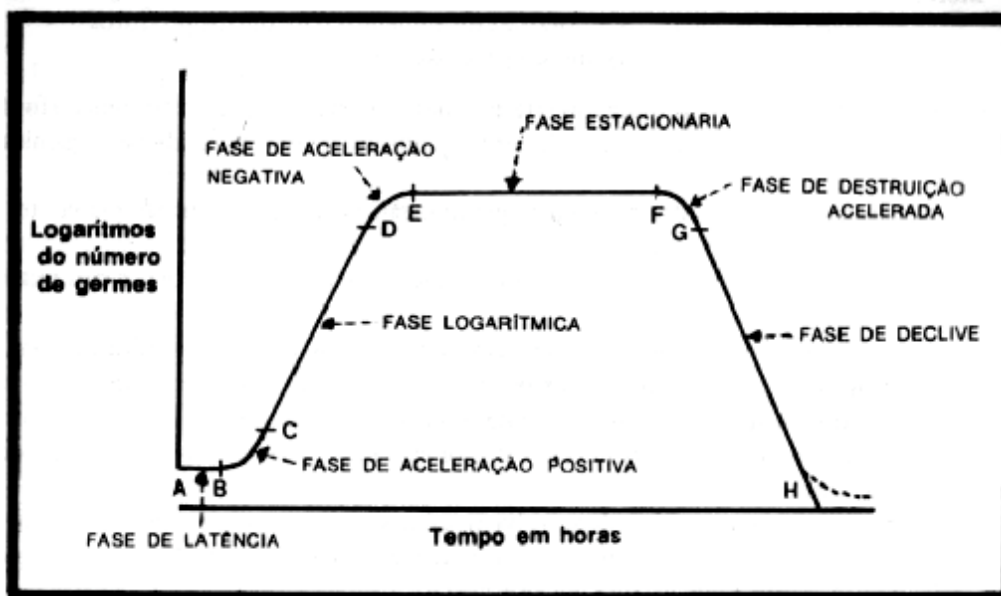 FASE ESTACIONÁRIA
FASE DE ACELERAÇÃO
NEGATIVA
FASE DE DESTRUIÇÃO
ACELERADA
E
F
D
G
Logarítmos
do número
de germes
FASE LOGARÍTMICA
FASE DE DECLIVE
C
FASE DE ACELERAÇÃO POSITIVA
A B
H
FASE DE LATÊNCIA
Tempo em horas